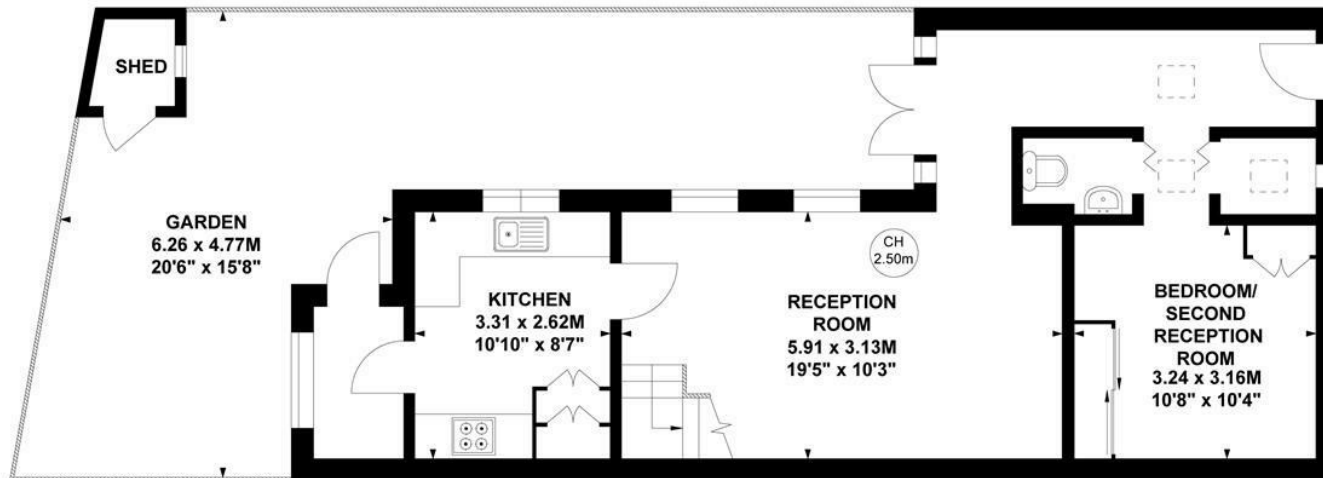 SHED
GARDEN
6.26 x 4.77M
20'6" x 15'8"
KITCHEN
3.31 x 2.62M
10'10" x 8'7"
CH
2.50m
RECEPTION
ROOM
5.91 x 3.13M
19'5" x 10'3"
BEDROOM/
SECOND
RECEPTION
ROOM
3.24 x 3.16M
10'8" x 10'4"